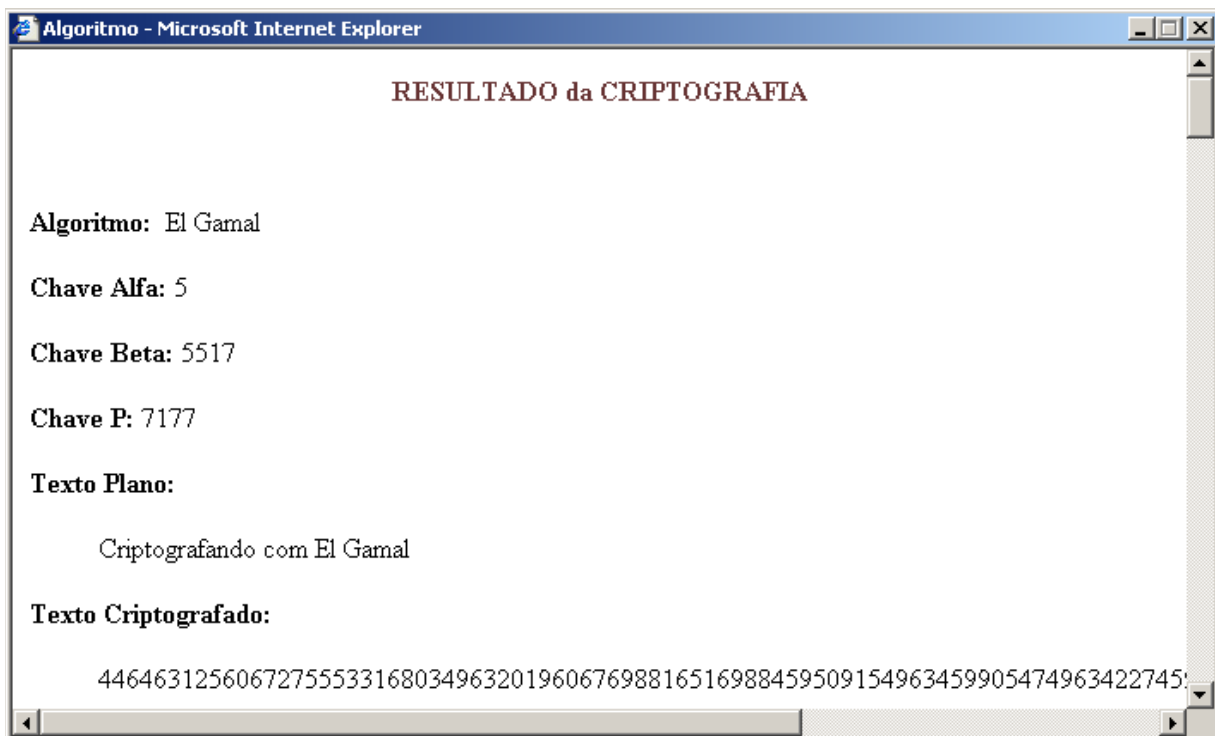 Algoritmo - Microsoft Internet Explorer
RESULTADO da CRIPTOGRAFIA
Algoritmo: El Gamal
Chave Alfa: 5
Chave Beta: 5517
Chave P: 7177
Texto Plano:
Criptografando com El Gamal
Texto Criptografado:
44646312560672755533168034963201960676988165169884595091549634599054749634227459